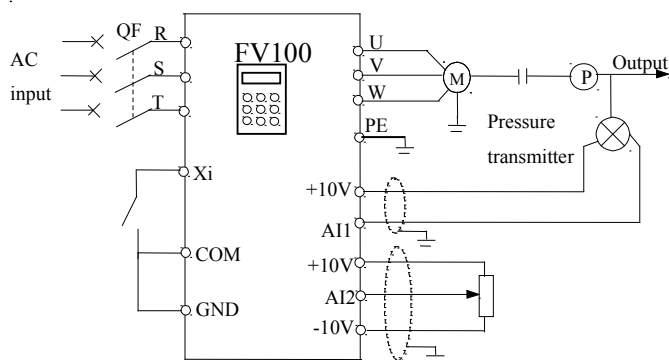 QF
R
FV100
U
AC
input
S
V
M
P
Output
T
W
PE
Pressure
transmitter
Xi
+10V
AI1
COM
+10V
AI2
GND
-10V